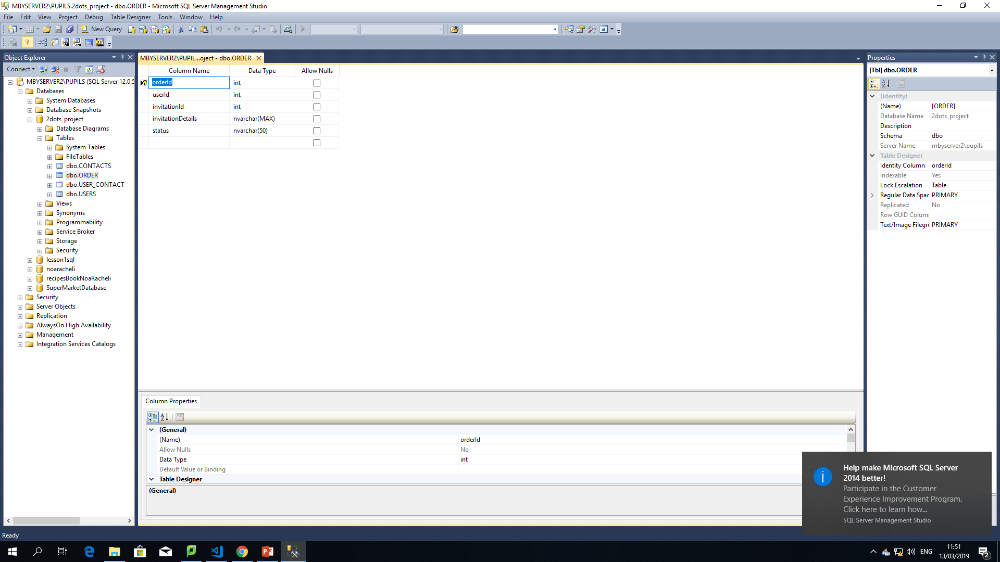 MBYSERVER2\PUPILS.2dots_project - dbo.ORDER - Microsoft SQL Server Management Studio
File Edit View Project Debug Table Designer Tools Window Help
New Query
Object Explorer
Connect
MBYSERVER2\PUPILS (SQL Server 12.0.5
Databases
System Databases
Database Snapshots
2dots_project
Database Diagrams
Tables
System Tables
FileTables
dbo.CONTACTS
dbo.ORDER
dbo.USER_CONTACT
dbo.USERS
Views
Synonyms
Programmability
Service Broker
Storage
Security
lesson1sql
noaracheli
recipesBookNoaRacheli
SuperMarketDatabase
Security
Server Objects
Replication
AlwaysOn High Availability
Management
Integration Services Catalogs
MBYSERVER2\PUPIL...oject - dbo.ORDER
Column Name Data Type Allow Nulls
orderId int
userId int
invitationId int
invitationDetails nvarchar(MAX)
status nvarchar(50)
Column Properties
(General)
(Name) orderId
Allow Nulls No
Data Type int
Default Value or Binding
Table Designer
(General)
Properties
[Tbl] dbo.ORDER
(Identity)
(Name) [ORDER]
Database Name 2dots_project
Description
Schema dbo
Server Name mbyserver2\pupils
Table Designer
Identity Column orderId
Indexable Yes
Lock Escalation Table
Regular Data Spac PRIMARY
Replicated No
Row GUID Colum
Text/Image Filegr PRIMARY
Help make Microsoft SQL Server
2014 better!
Participate in the Customer
Experience Improvement Program.
Click here to learn how...
SQL Server Management Studio
Ready
ENG
11:51
13/03/2019
2